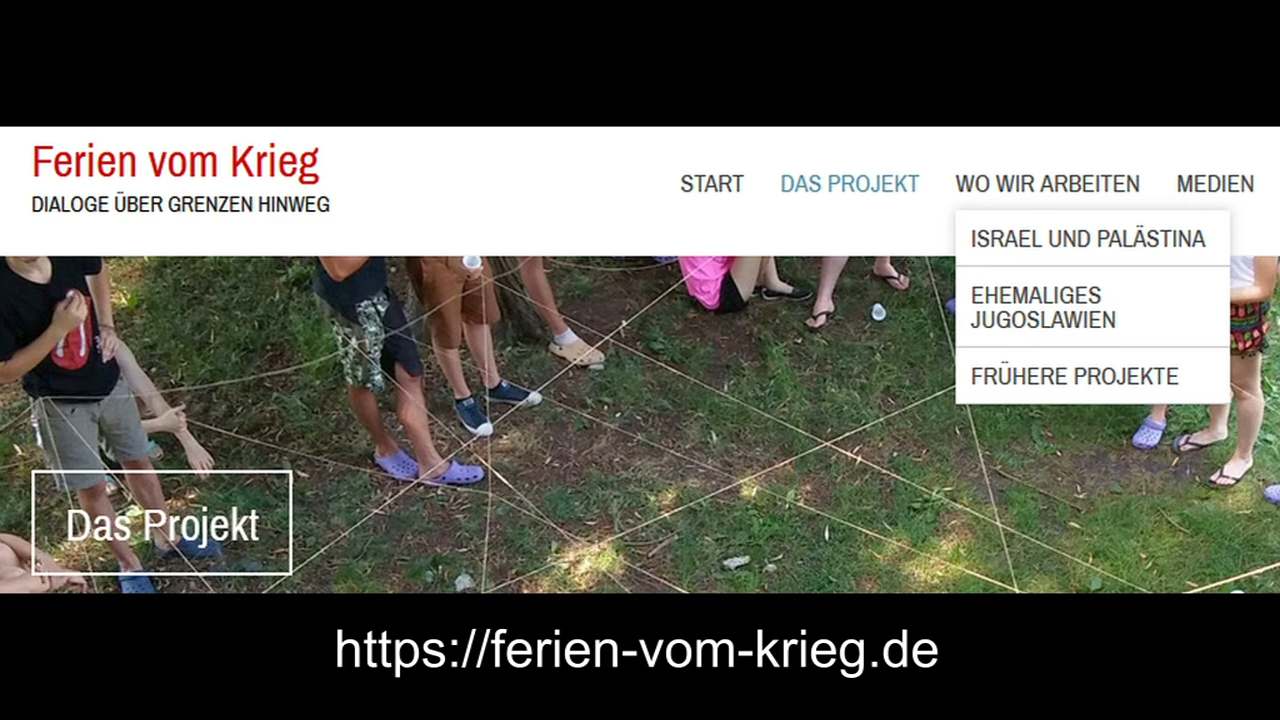 Ferien vom Krieg
DIALOGE ÜBER GRENZEN HINWEG
START DAS PROJEKT WO WIR ARBEITEN MEDIEN
ISRAEL UND PALÄSTINA
EHEMALIGES
JUGOSLAWIEN
FRÜHERE PROJEKTE
Das Projekt
https://ferien-vom-krieg.de